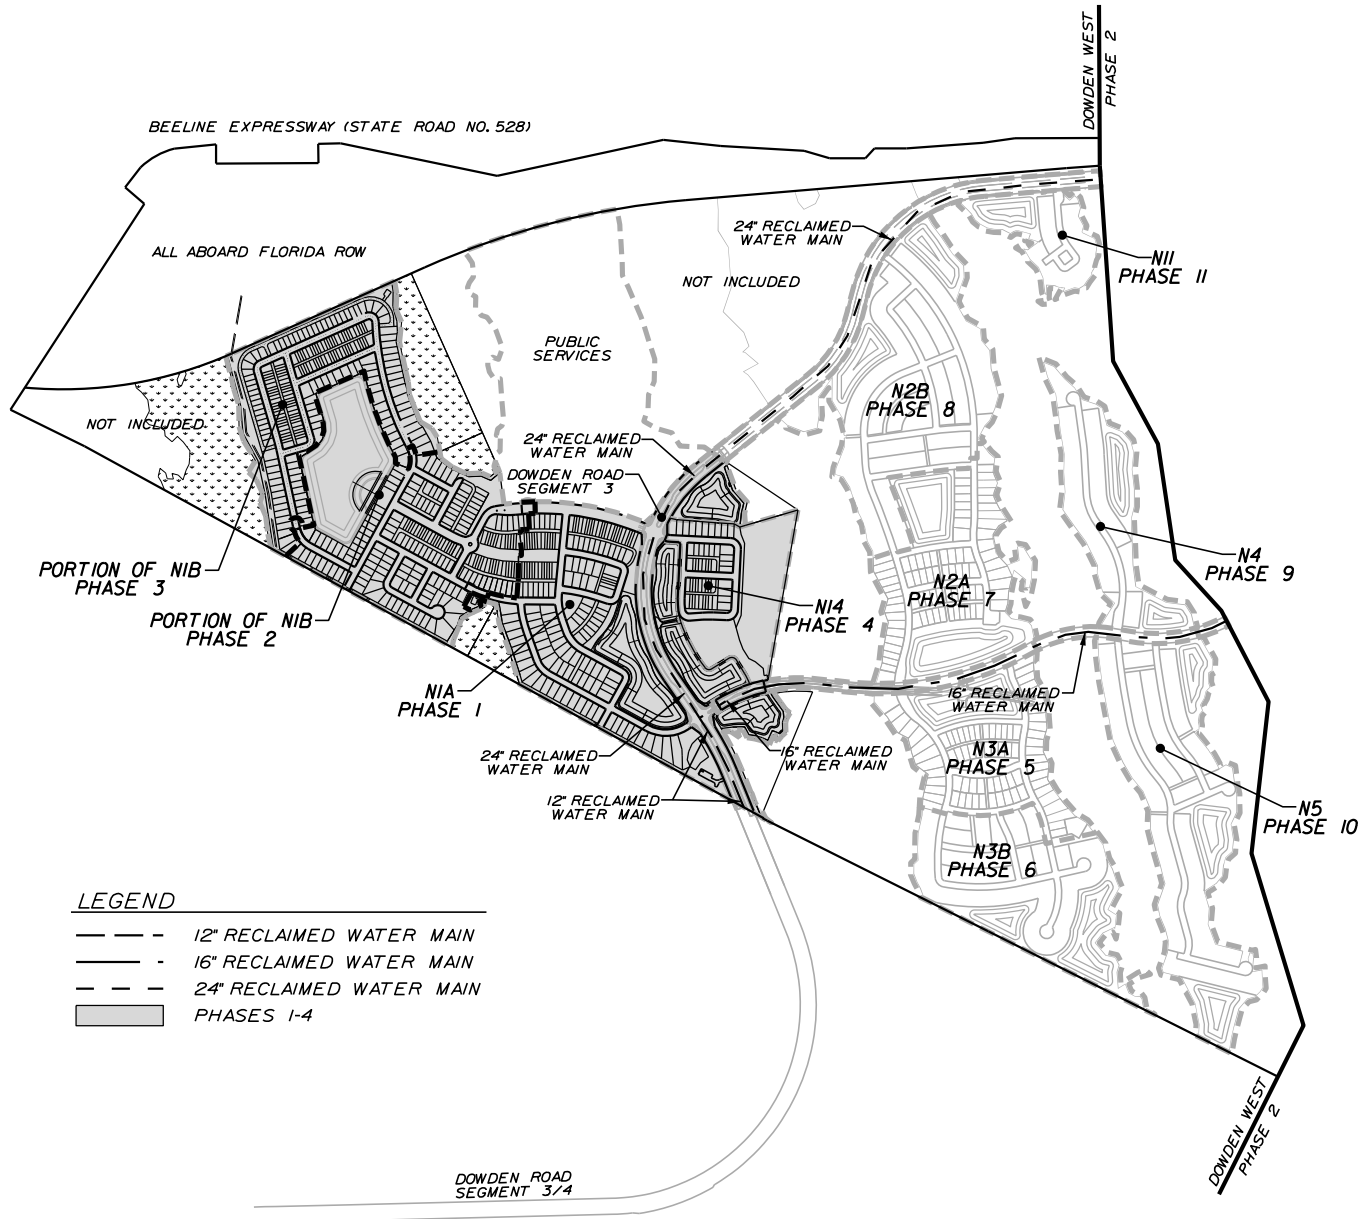 DOWDEN WEST
PHASE 2
BEELINE EXPRESSWAY (STATE ROAD NO. 528)
ALL ABOARD FLORIDA ROW
24" RECLAIMED
WATER MAIN
N11
PHASE 11
NOT INCLUDED
PUBLIC
SERVICES
N2B
PHASE 8
NOT INCLUDED
24" RECLAIMED
WATER MAIN
DOWDEN ROAD
SEGMENT 3
N4
PHASE 9
PORTION OF N1B
PHASE 3
N2A
PHASE 7
PORTION OF N1B
PHASE 2
N14
PHASE 4
N1A
PHASE 1
16" RECLAIMED
WATER MAIN
24" RECLAIMED
WATER MAIN
16" RECLAIMED
WATER MAIN
N3A
PHASE 5
12" RECLAIMED
WATER MAIN
N5
PHASE 10
N3B
PHASE 6
LEGEND
12" RECLAIMED WATER MAIN
16" RECLAIMED WATER MAIN
24" RECLAIMED WATER MAIN
PHASES 1-4
DOWDEN WEST
PHASE 2
DOWDEN ROAD
SEGMENT 3/4